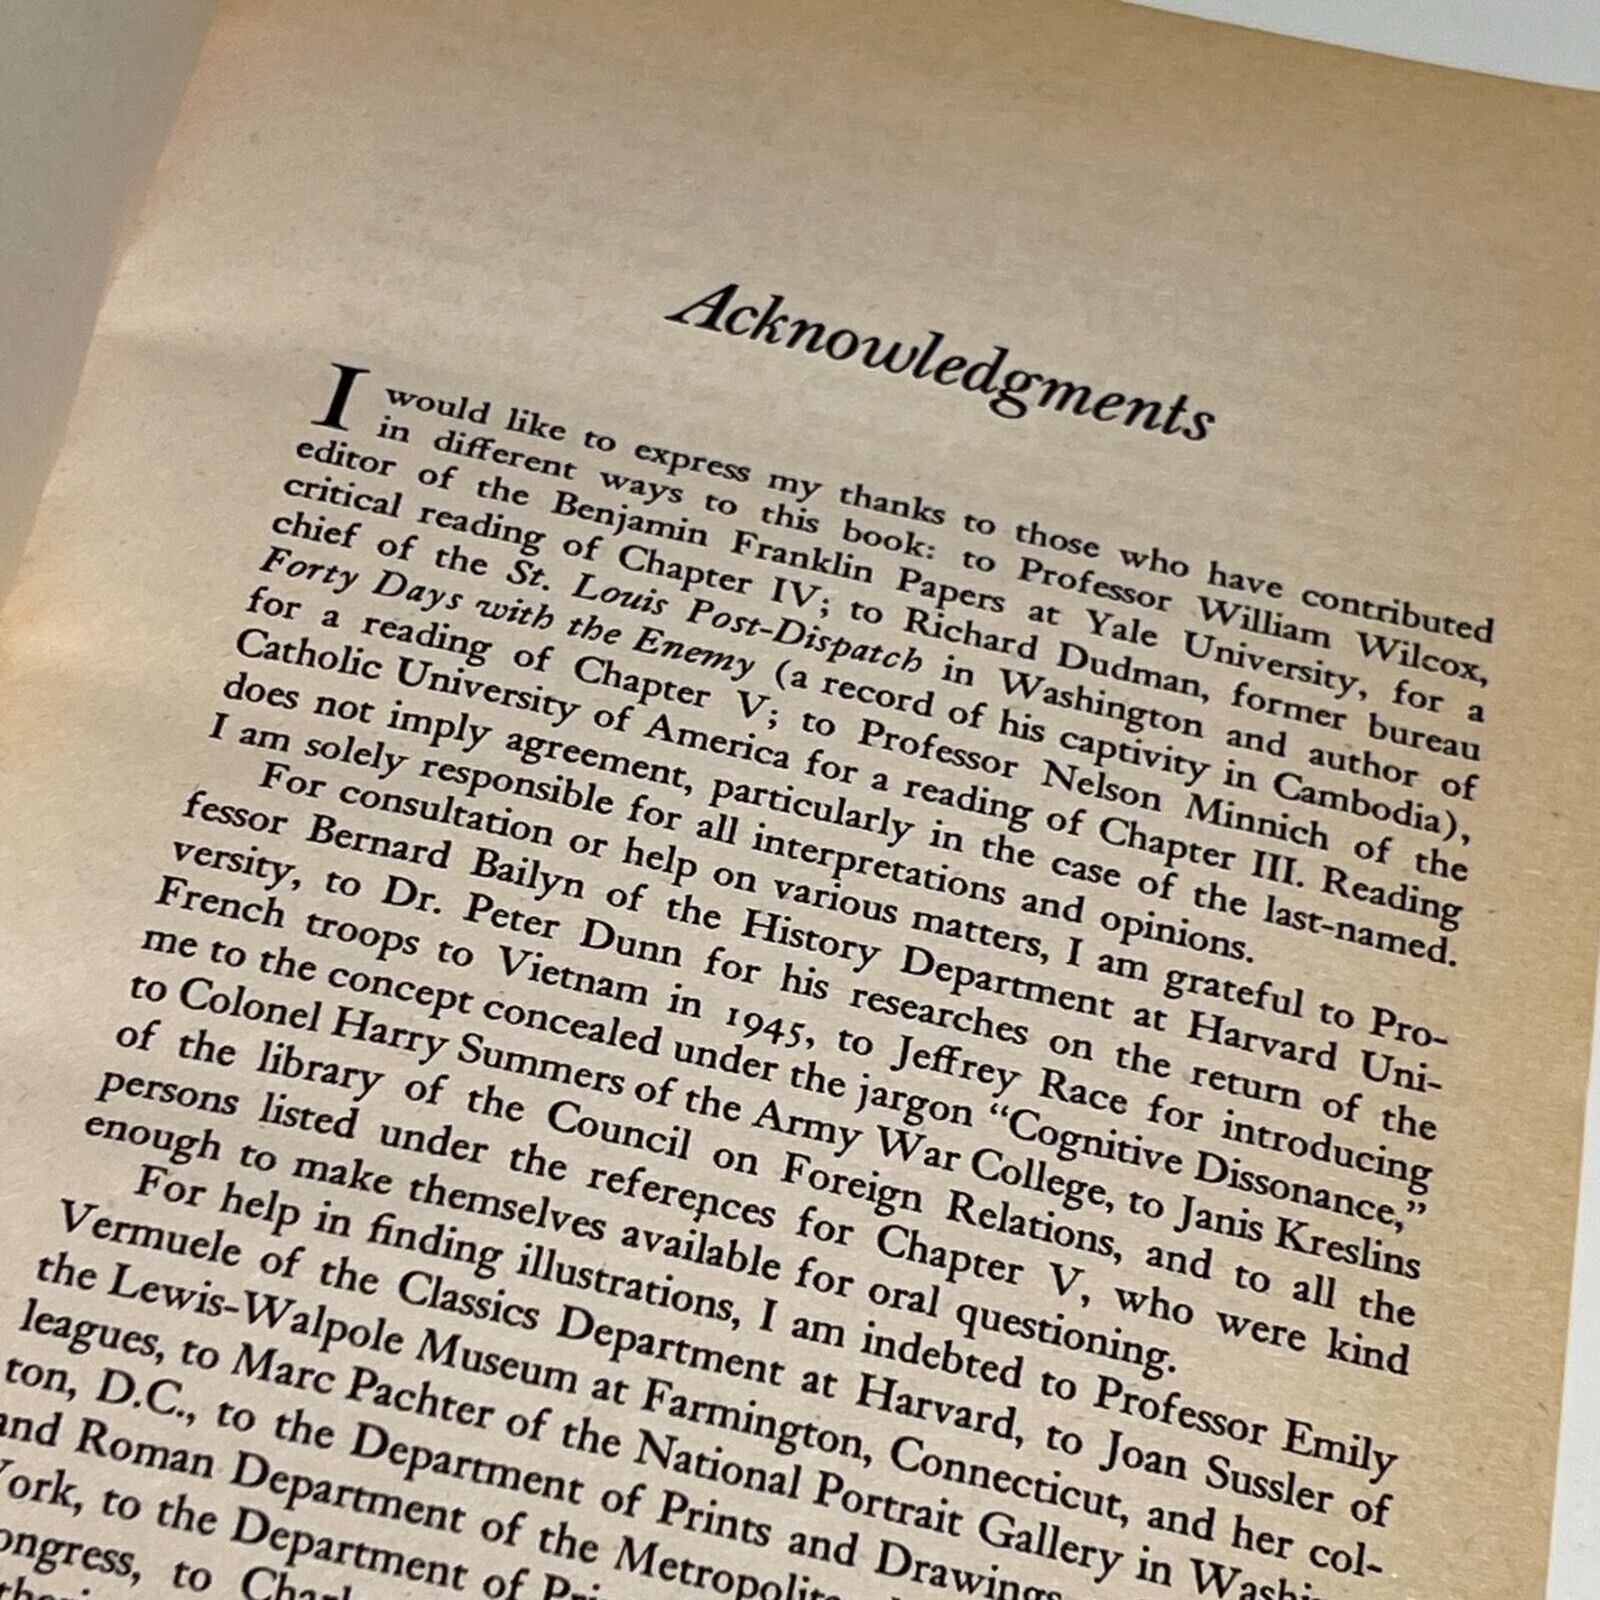 Acknowledgments
I would like to express my thanks to those who have contributed
in different ways to this book: to Professor William Wilcox,
editor of the Benjamin Franklin Papers at Yale University, for a
critical reading of Chapter IV; to Richard Dudman, former bureau
chief of the St. Louis Post-Dispatch in Washington and author of
Forty Days with the Enemy (a record of his captivity in Cambodia),
for a reading of Chapter V; to Professor Nelson Minnich of the
Catholic University of America for a reading of Chapter III. Reading
does not imply agreement, particularly in the case of the last-named.
I am solely responsible for all interpretations and opinions.
For consultation or help on various matters, I am grateful to Pro-
fessor Bernard Bailyn of the History Department at Harvard Uni-
versity, to Dr. Peter Dunn for his researches on the return of the
French troops to Vietnam in 1945, to Jeffrey Race for introducing
me to the concept concealed under the jargon “Cognitive Dissonance,”
to Colonel Harry Summers of the Army War College, to Janis Kreslins
of the library of the Council on Foreign Relations, and to all the
persons listed under the references for Chapter V, who were kind
enough to make themselves available for oral questioning.
For help in finding illustrations, I am indebted to Professor Emily
Vermuele of the Classics Department at Harvard, to Joan Sussler of
the Lewis-Walpole Museum at Farmington, Connecticut, and her col-
leagues, to Marc Pachter of the National Portrait Gallery in Washin
ton, D.C., to the Department of Prints and Drawings
and Roman Department of the Metropolita
York, to the Department of Pri
ongress, to Charl